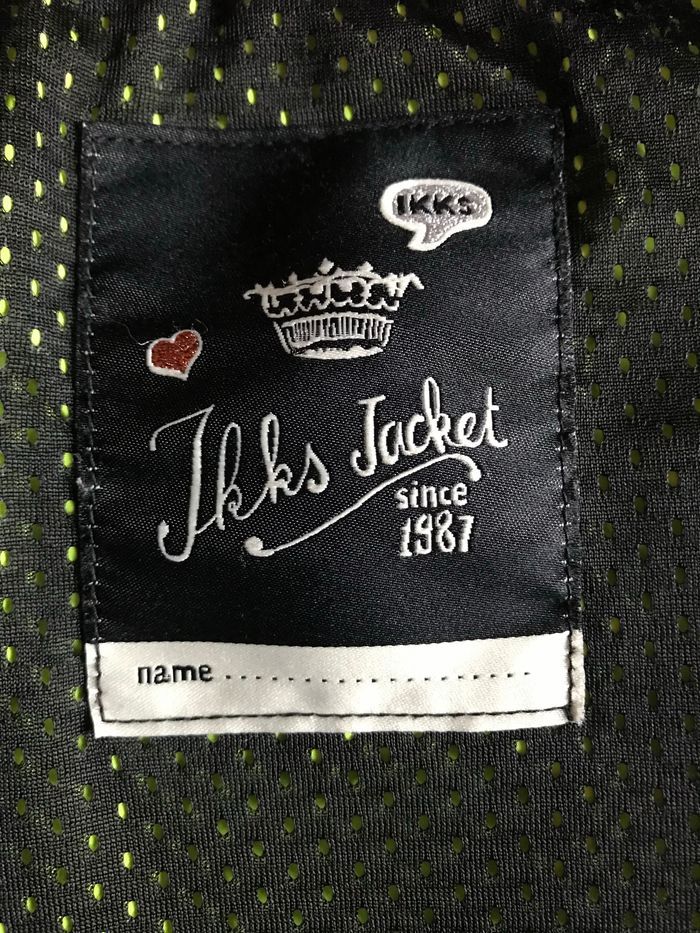 IKKS
Ikks Jacket
since
1987
name ....................